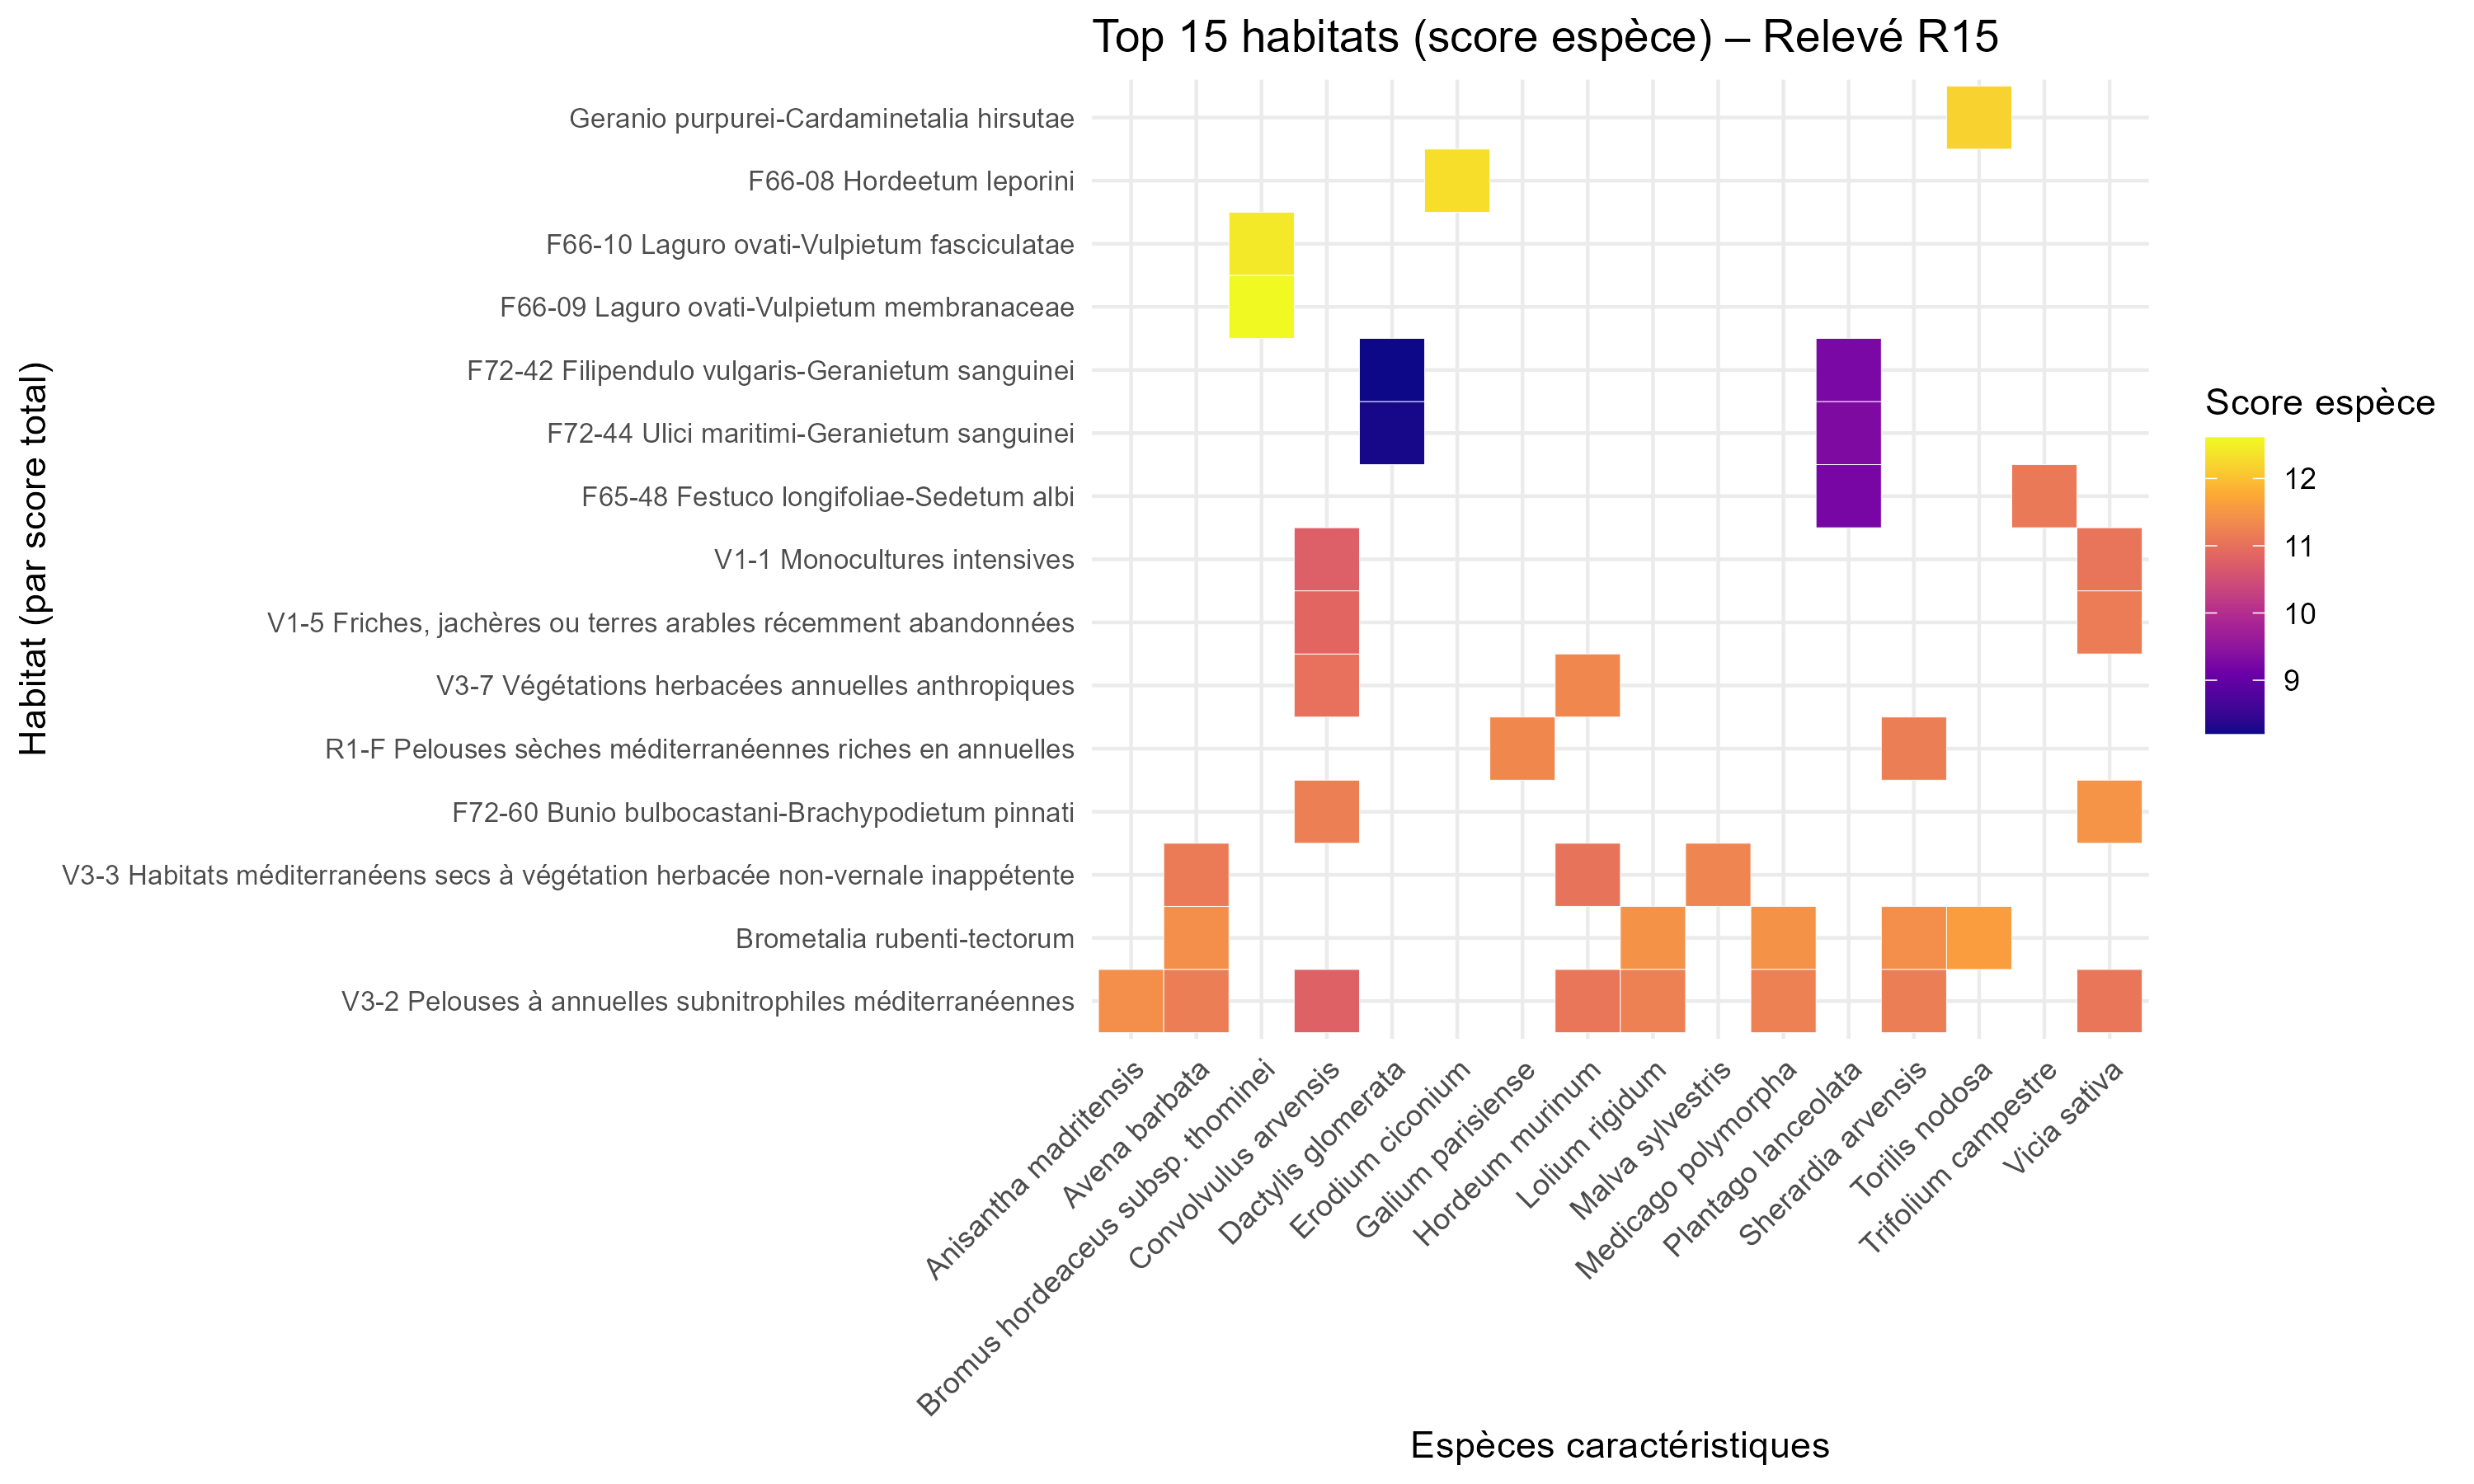 Top 15 habitats (score espèce) – Relevé R15
Habitat (par score total)
Geranio purpurei-Cardaminetalia hirsutae
F66-08 Hordeetum leporini
F66-10 Laguro ovati-Vulpietum fasciculatae
F66-09 Laguro ovati-Vulpietum membranaceae
F72-42 Filipendulo vulgaris-Geranietum sanguinei
F72-44 Ulici maritimi-Geranietum sanguinei
F65-48 Festuco longifoliae-Sedetum albi
V1-1 Monocultures intensives
V1-5 Friches, jachères ou terres arables récemment abandonnées
V3-7 Végétations herbacées annuelles anthropiques
R1-F Pelouses sèches méditerranéennes riches en annuelles
F72-60 Bunio bulbocastani-Brachypodietum pinnati
V3-3 Habitats méditerranéens secs à végétation herbacée non-vernale inappétente
Brometalia rubenti-tectorum
V3-2 Pelouses à annuelles subnitrophiles méditerranéennes
Anisantha madritensis
Avena barbata
Bromus hordeaceus subsp. thominei
Convolvulus arvensis
Dactylis glomerata
Erodium ciconium
Galium parisiense
Hordeum murinum
Lolium rigidum
Malva sylvestris
Medicago polymorpha
Plantago lanceolata
Sherardia arvensis
Torilis nodosa
Trifolium campestre
Vicia sativa
Espèces caractéristiques
Score espèce
12
11
10
9